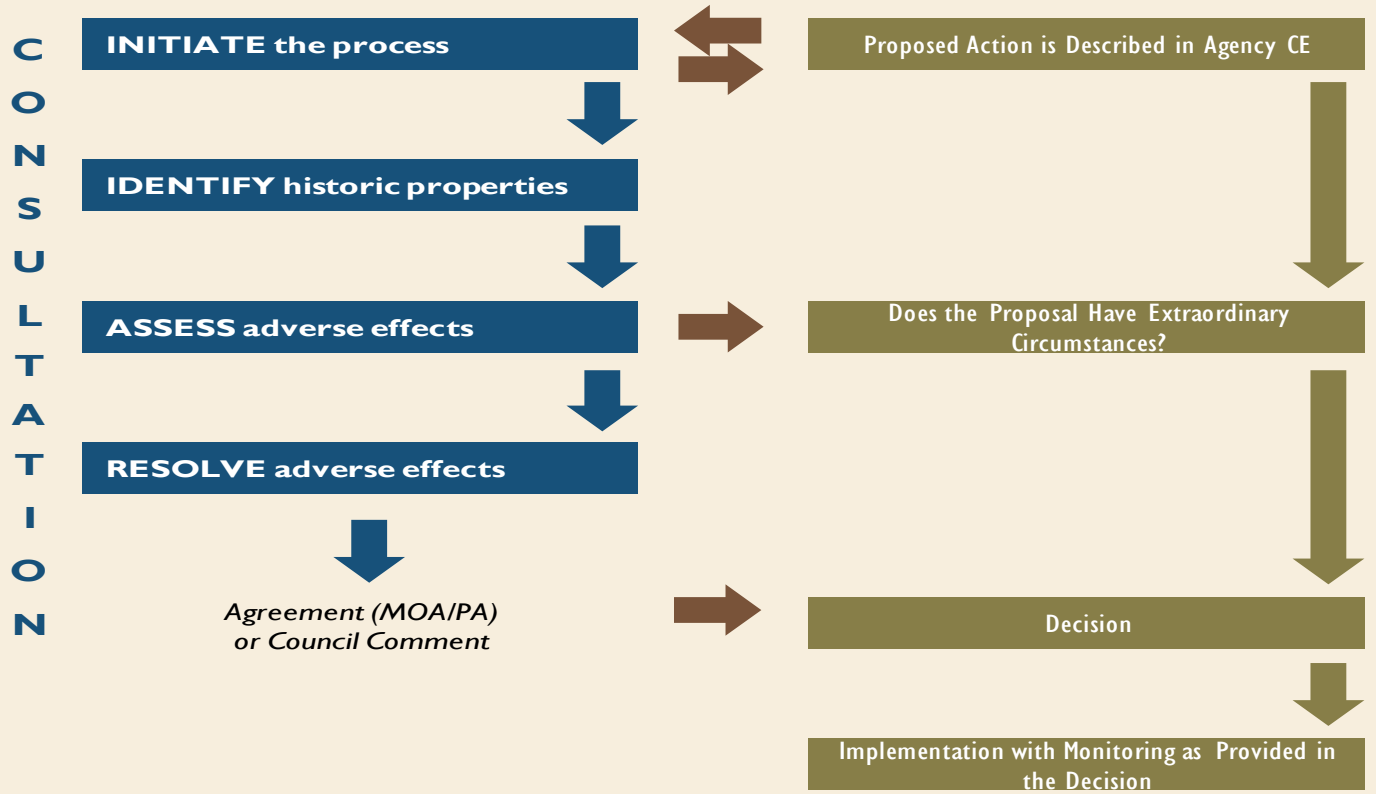 CONSULTATION
INITIATE the process
Proposed Action is Described in Agency CE
IDENTIFY historic properties
ASSESS adverse effects
Does the Proposal Have Extraordinary
Circumstances?
RESOLVE adverse effects
Agreement (MOA/PA)
or Council Comment
Decision
Implementation with Monitoring as Provided in
the Decision